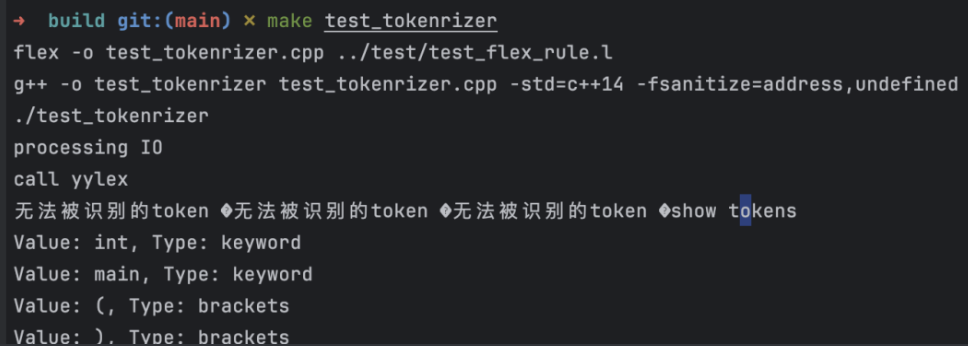 → build git:(main) × make test_tokenrizer
flex -o test_tokenrizer.cpp ../test/test_flex_rule.l
g++ -o test_tokenrizer test_tokenrizer.cpp -std=c++14 -fsanitize=address,undefined
./test_tokenrizer
processing IO
call yylex
无法被识别的token �无法被识别的token �无法被识别的token �show tokens
Value: int, Type: keyword
Value: main, Type: keyword
Value: (, Type: brackets
Value: ), Type: brackets